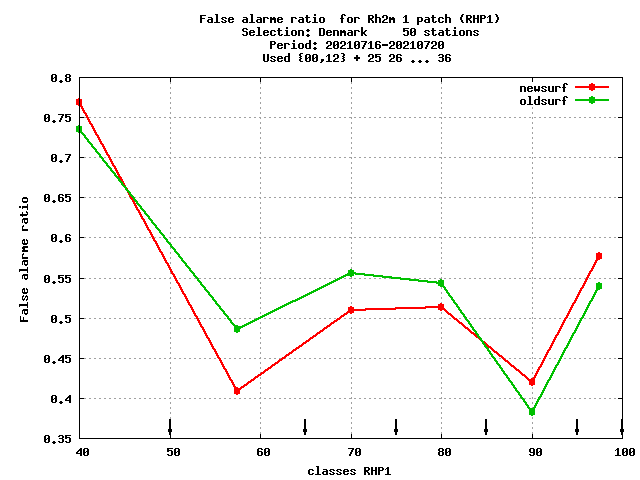 False alarme ratio  for Rh2m 1 patch (RHP1)
Selection: Denmark     50 stations
Period: 20210716-20210720
Used {00,12} + 25 26 ... 36
newsurf
oldsurf
0.8
0.75
0.7
0.65
0.6
0.55
0.5
0.45
0.4
0.35
False alarme ratio
40 50 60 70 80 90 100
classes RHP1